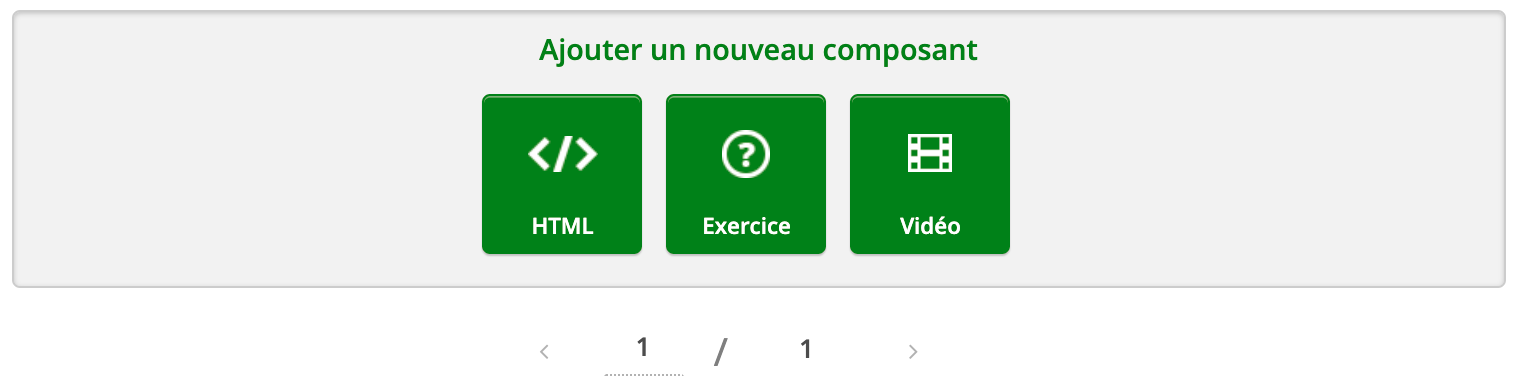 Ajouter un nouveau composant
</>
?
HTML
Exercice
Vidéo
1 / 1